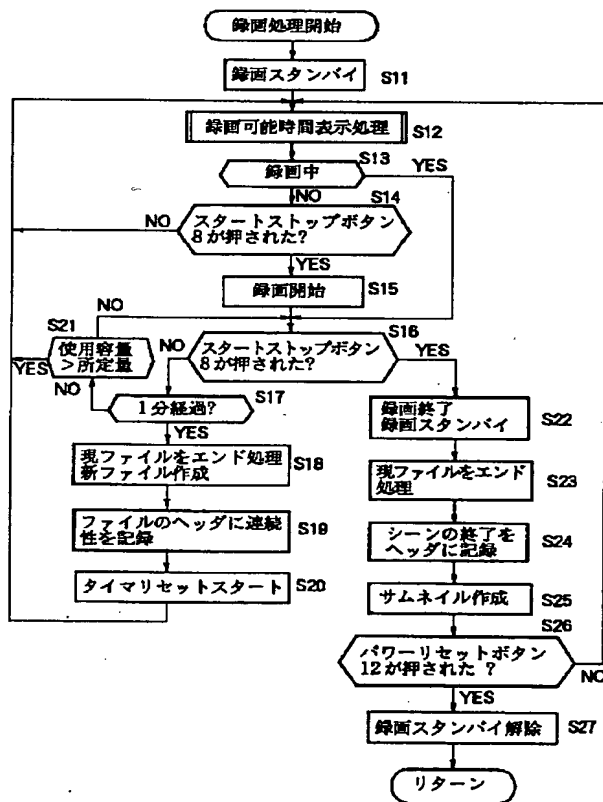 録画処理開始
録画スタンバイ
S11
録画可能時間表示処理
S12
S13
録画中
YES
NO
S14
NO
スタートストップボタン
8が押された?
YES
録画開始
S15
NO
S21
使用容量
>所定量
YES
NO
S16
NO
スタートストップボタン
8が押された?
YES
S17
1分経過?
YES
現ファイルをエンド処理
新ファイル作成
S18
ファイルのヘッダに連続
性を記録
S19
タイマリセットスタート
S20
録画終了
録画スタンバイ
S22
現ファイルをエンド
処理
S23
シーンの終了を
ヘッダに記録
S24
サムネイル作成
S25
S26
パワーリセットボタン
12が押された ?
NO
YES
録画スタンバイ解除
S27
リターン